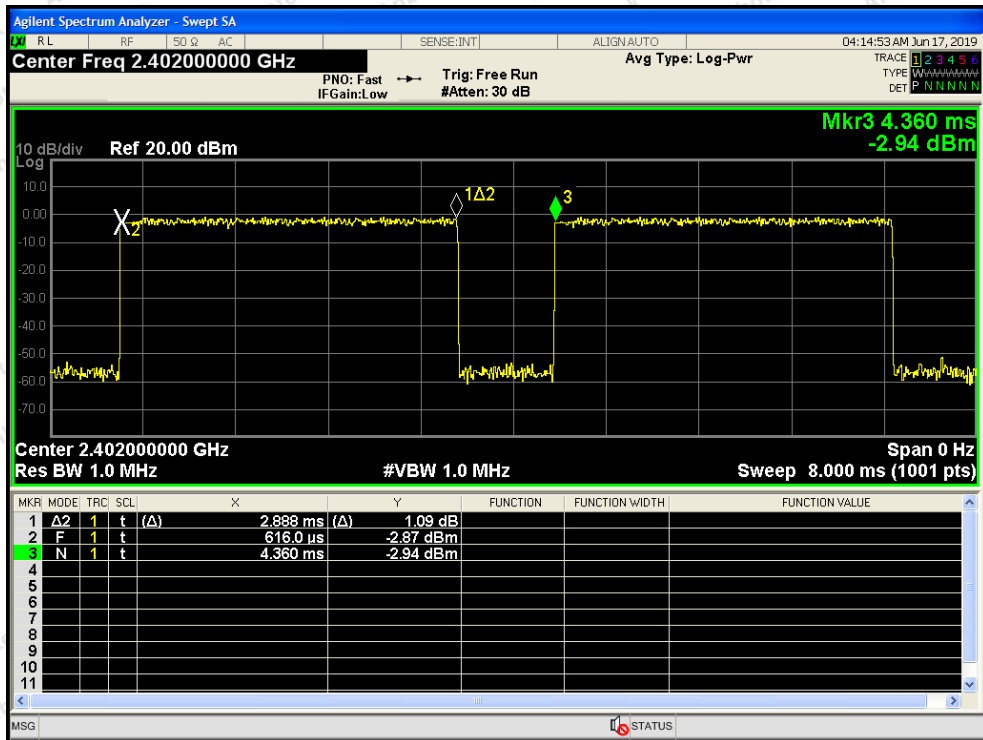 Agilent Spectrum Analyzer - Swept SA
LXI RL RF 50 Ω AC SENSE:INT ALIGN AUTO 04:14:53 AM Jun 17, 2019
Center Freq 2.402000000 GHz Avg Type: Log-Pwr TRACE 1 2 3 4 5 6
PNO: Fast Trig: Free Run TYPE WWWWWW
IFGain:Low #Atten: 30 dB DET P N N N N N
Mkr3 4.360 ms
10 dB/div Ref 20.00 dBm -2.94 dBm
Log
10.0
1Δ2
3
0.00
2
-10.0
-20.0
-30.0
-40.0
-50.0
-60.0
-70.0
Center 2.402000000 GHz Span 0 Hz
Res BW 1.0 MHz #VBW 1.0 MHz Sweep 8.000 ms (1001 pts)
MKR MODE TRC SCL X Y FUNCTION FUNCTION WIDTH FUNCTION VALUE
1 Δ2 1 t (Δ) 2.888 ms (Δ) 1.09 dB
2 F 1 t 616.0 µs -2.87 dBm
3 N 1 t 4.360 ms -2.94 dBm
4
5
6
7
8
9
10
11
MSG STATUS